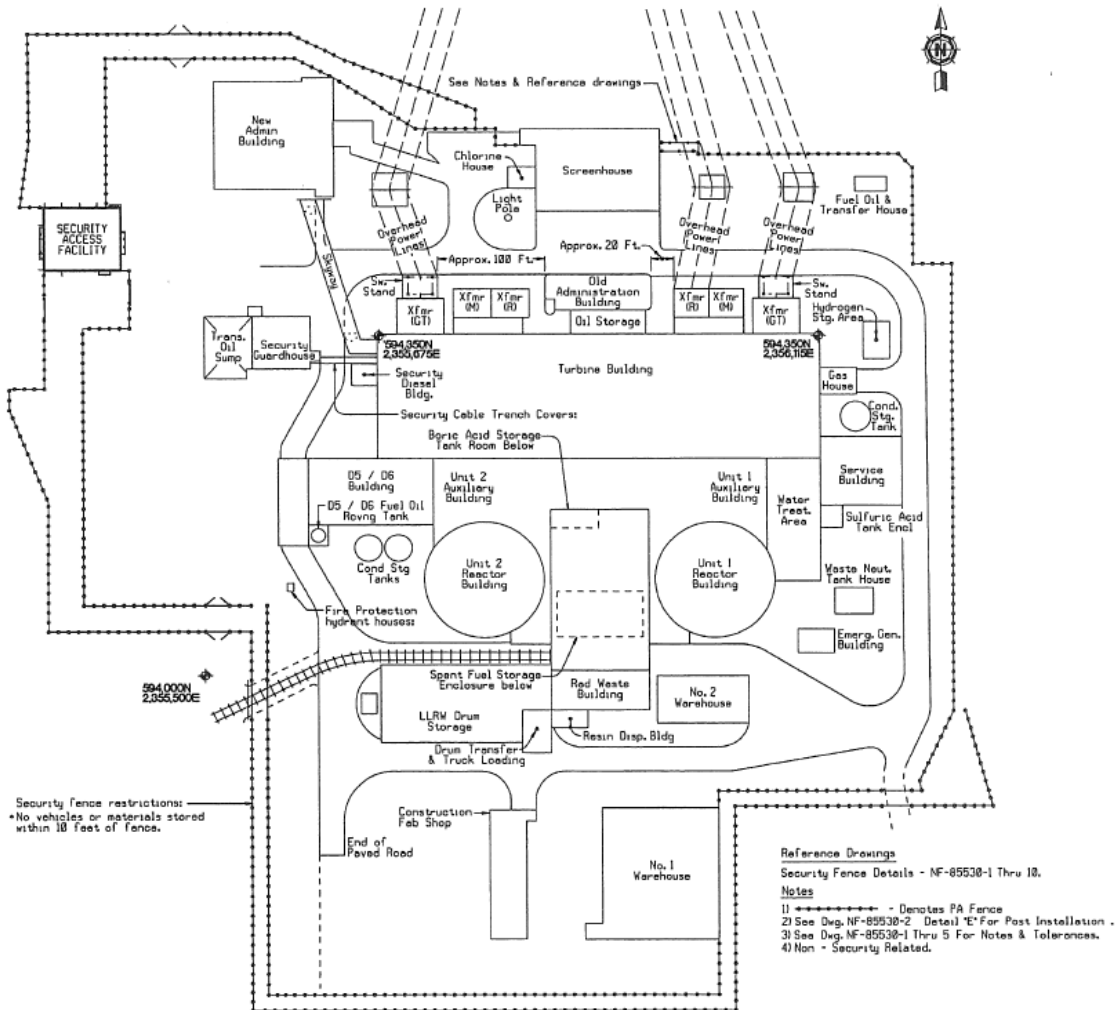 N
See Notes & Reference drawings
New
Admin
Building
Chlorine
House
Screenhouse
Light
Pole
Fuel Oil &
Transfer House
SECURITY
ACCESS
FACILITY
Overhead
Power
Lines
Overhead
Power
Lines
Overhead
Power
Lines
Skyway
Approx. 100 Ft.
Approx. 20 Ft.
Sw.
Stand
Sw.
Stand
Xfmr
(GT)
Xfmr
(M)
Xfmr
(R)
Old
Administration
Building
Oil Storage
Xfmr
(R)
Xfmr
(M)
Xfmr
(GT)
Hydrogen
Stg. Area
Trans.
Oil
Sump
Security
Guardhouse
594,350N
2,355,675E
594,350N
2,356,115E
Turbine Building
Security
Diesel
Bldg.
Gas
House
Security Cable Trench Covers:
Cond.
Stg.
Tank
Boric Acid Storage
Tank Room Below
D5 / D6
Building
Unit 2
Auxiliary
Building
Unit 1
Auxiliary
Building
Water
Treat.
Area
Service
Building
D5 / D6 Fuel Oil
Rcvng Tank
Sulfuric Acid
Tank Encl
Cond Stg
Tanks
Unit 2
Reactor
Building
Unit 1
Reactor
Building
Waste Neut.
Tank House
Fire Protection
hydrant houses:
Emerg. Gen.
Building
594,000N
2,355,500E
Spent Fuel Storage
Enclosure below
Rad Waste
Building
No. 2
Warehouse
LLRW Drum
Storage
Resin Disp. Bldg
Drum Transfer
& Truck Loading
Security fence restrictions:
•No vehicles or materials stored
within 10 feet of fence.
Construction
Fab Shop
End of
Paved Road
No. 1
Warehouse
Reference Drawings
Security Fence Details - NF-85530-1 Thru 10.
Notes
1) - Denotes PA Fence
2) See Dwg. NF-85530-2 Detail "E" For Post Installation .
3) See Dwg. NF-85530-1 Thru 5 For Notes & Tolerances.
4) Non - Security Related.